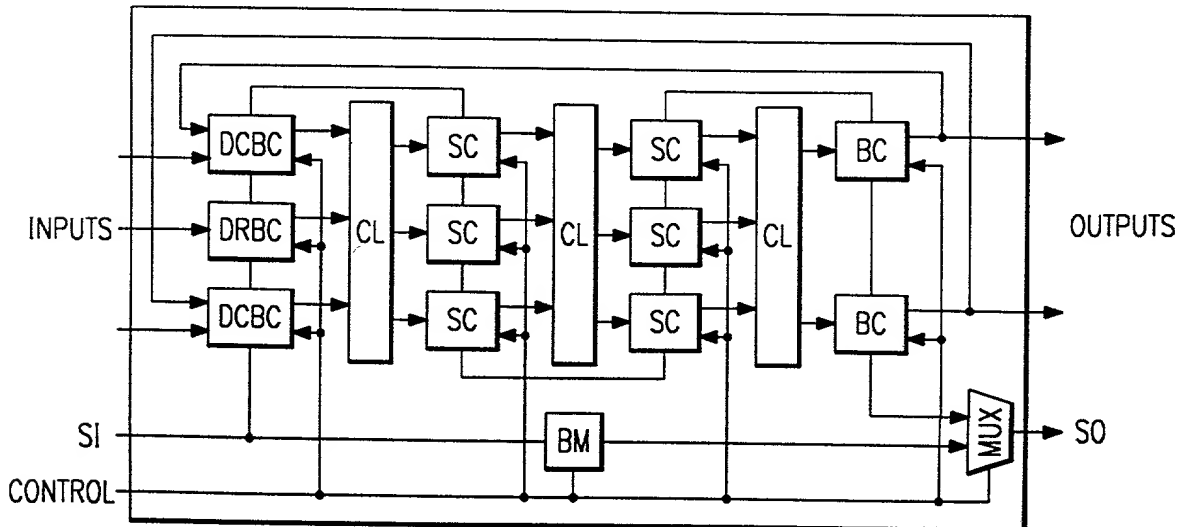 DCBC
SC
SC
BC
INPUTS
DRBC
CL
SC
CL
SC
CL
OUTPUTS
DCBC
SC
SC
BC
SI
BM
MUX
SO
CONTROL